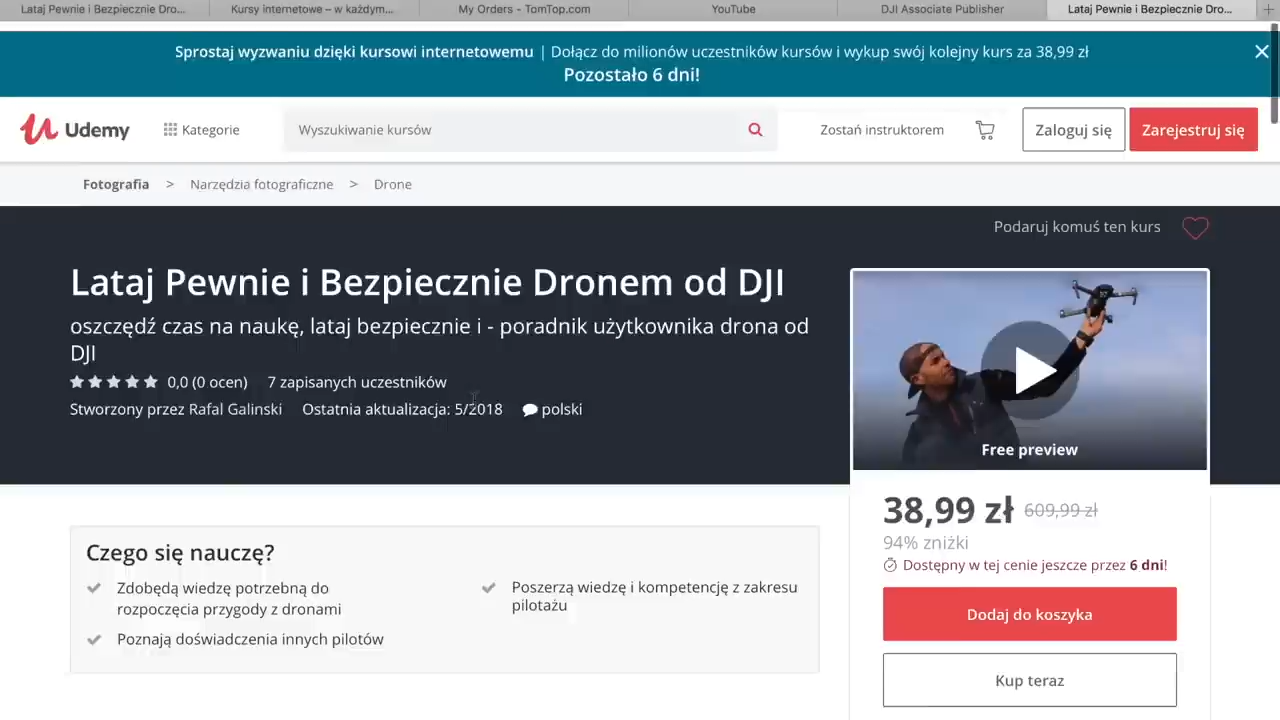 Lataj Pewnie i Bezpiecznie Dro...
Kursy internetowe – w każdym...
My Orders - TomTop.com
YouTube
DJI Associate Publisher
Lataj Pewnie i Bezpiecznie Dro...
Sprostaj wyzwaniu dzięki kursowi internetowemu | Dołącz do milionów uczestników kursów i wykup swój kolejny kurs za 38,99 zł
Pozostało 6 dni!
Udemy
Kategorie
Wyszukiwanie kursów
Zostań instruktorem
Zaloguj się
Zarejestruj się
Fotografia > Narzędzia fotograficzne > Drone
Podaruj komuś ten kurs
Lataj Pewnie i Bezpiecznie Dronem od DJI
oszczędź czas na naukę, lataj bezpiecznie i - poradnik użytkownika drona od
DJI
0,0 (0 ocen) 7 zapisanych uczestników
Stworzony przez Rafal Galinski Ostatnia aktualizacja: 5/2018 polski
Free preview
38,99 zł 609,99 zł
94% zniżki
Dostępny w tej cenie jeszcze przez 6 dni!
Dodaj do koszyka
Kup teraz
Czego się nauczę?
Zdobędą wiedzę potrzebną do
rozpoczęcia przygody z dronami
Poznają doświadczenia innych pilotów
Poszerzą wiedzę i kompetencję z zakresu
pilotażu